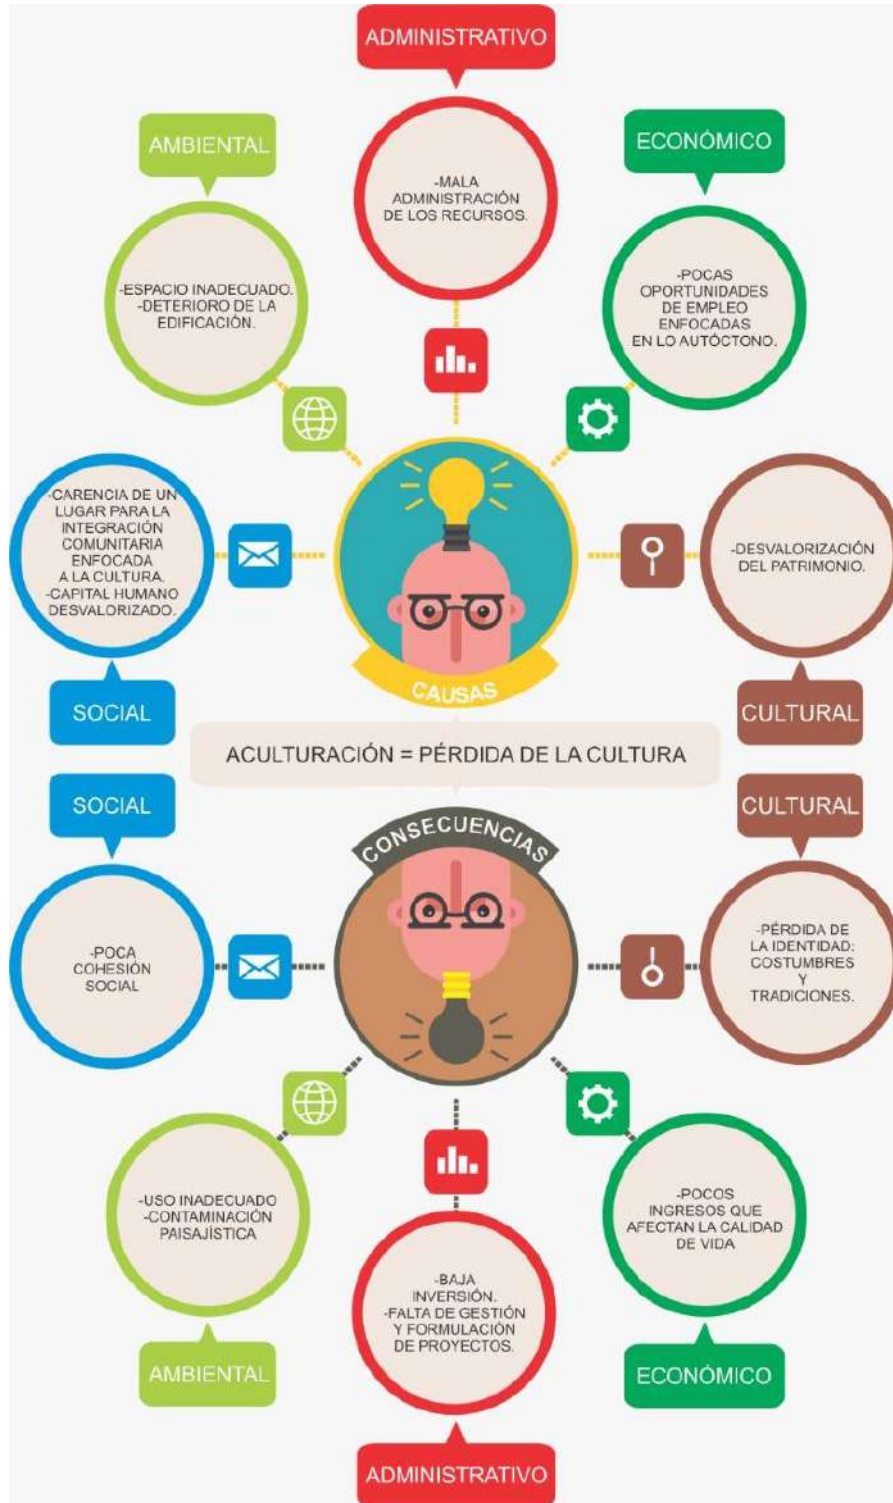 ADMINISTRATIVO
-MALA
ADMINISTRACIÓN
DE LOS RECURSOS.
AMBIENTAL
-ESPACIO INADECUADO.
-DETERIORO DE LA
EDIFICACIÓN.
ECONÓMICO
-POCAS
OPORTUNIDADES
DE EMPLEO
ENFOCADAS
EN LO AUTÓCTONO.
-CARENCIA DE UN
LUGAR PARA LA
INTEGRACIÓN
COMUNITARIA
ENFOCADA
A LA CULTURA.
-CAPITAL HUMANO
DESVALORIZADO.
SOCIAL
CAUSAS
-DESVALORIZACIÓN
DEL PATRIMONIO.
CULTURAL
ACULTURACIÓN = PÉRDIDA DE LA CULTURA
SOCIAL
-POCA
COHESIÓN
SOCIAL
CONSECUENCIAS
CULTURAL
-PÉRDIDA DE
LA IDENTIDAD:
COSTUMBRES
Y
TRADICIONES.
-USO INADECUADO
-CONTAMINACIÓN
PAISAJÍSTICA
AMBIENTAL
-BAJA
INVERSIÓN.
-FALTA DE GESTIÓN
Y FORMULACIÓN
DE PROYECTOS.
ADMINISTRATIVO
-POCOS
INGRESOS QUE
AFECTAN LA CALIDAD
DE VIDA
ECONÓMICO